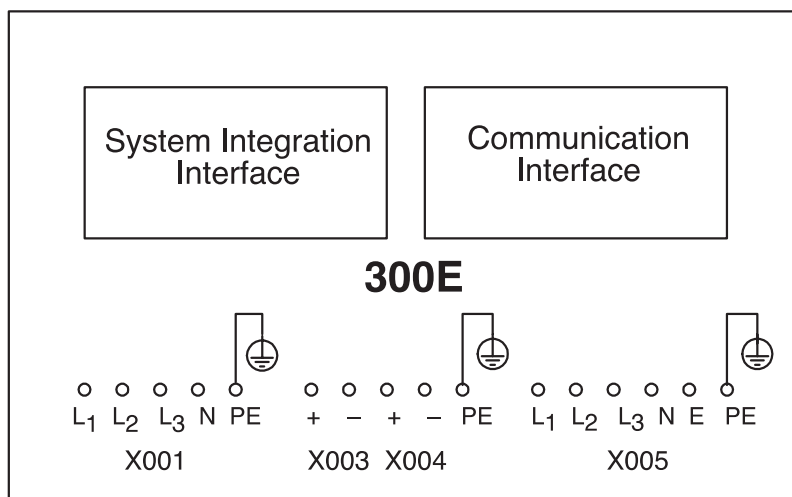 System Integration
Interface
Communication
Interface
300E
L1 L2 L3 N PE + – + – PE L1 L2 L3 N E PE
X001 X003 X004 X005